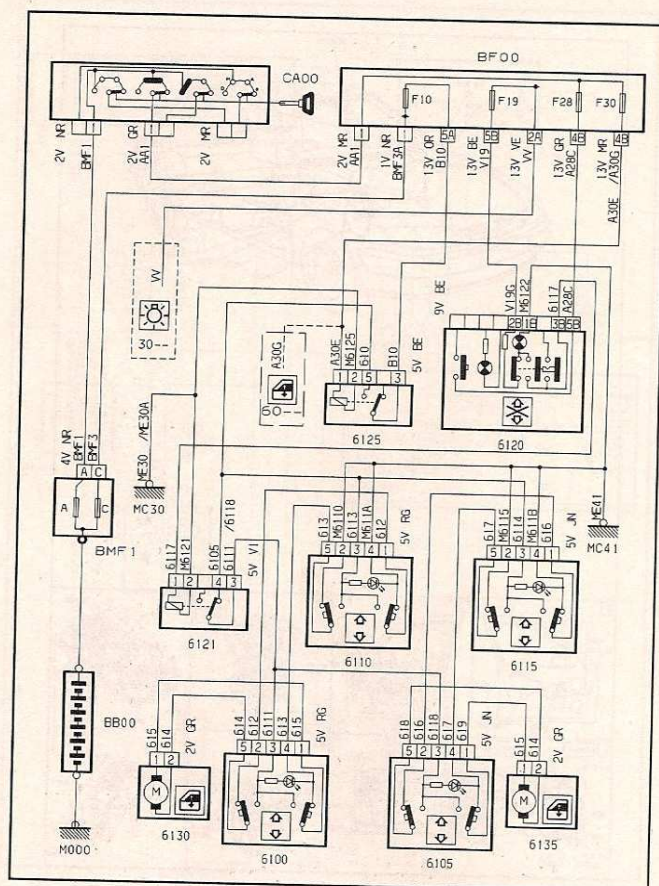 CA00
BF00
F10
F19
F28
F30
1
1
1
1
5A
5B
2A
4B
4B
2V NR
BMF1
2V GR
AA1
2V MR
2V MR
AA1
1V NR
BMF3A
13V OR
B10
13V BE
V19
13V VE
VV
13V GR
A28C
13V MR
/A30G
A30E
VV
30--
A30G
60--
A30E
M6125
610
B10
5V BE
1 2 5 3
6125
9V BE
V19G
M6122
6117
A28C
2B 1B 3B 5B
6120
4V NR
BMF1
BMF3
A C
A
C
BMF1
ME30 /ME30A
MC30
ME41
MC41
6117
M6121
6105
6111
/6118
5V VI
1 2 4 3
6121
613
M6110
6113
M611A
612
5V RG
5 2 3 4 1
6110
617
M6115
6114
M611B
616
5V JN
5 2 3 4 1
6115
BB00
M000
615
614
2V GR
1 2
M
6130
614
612
6111
613
615
5V RG
5 2 3 4 1
6100
618
616
6118
617
619
5V JN
5 2 3 4 1
6105
615
614
2V GR
1 2
M
6135